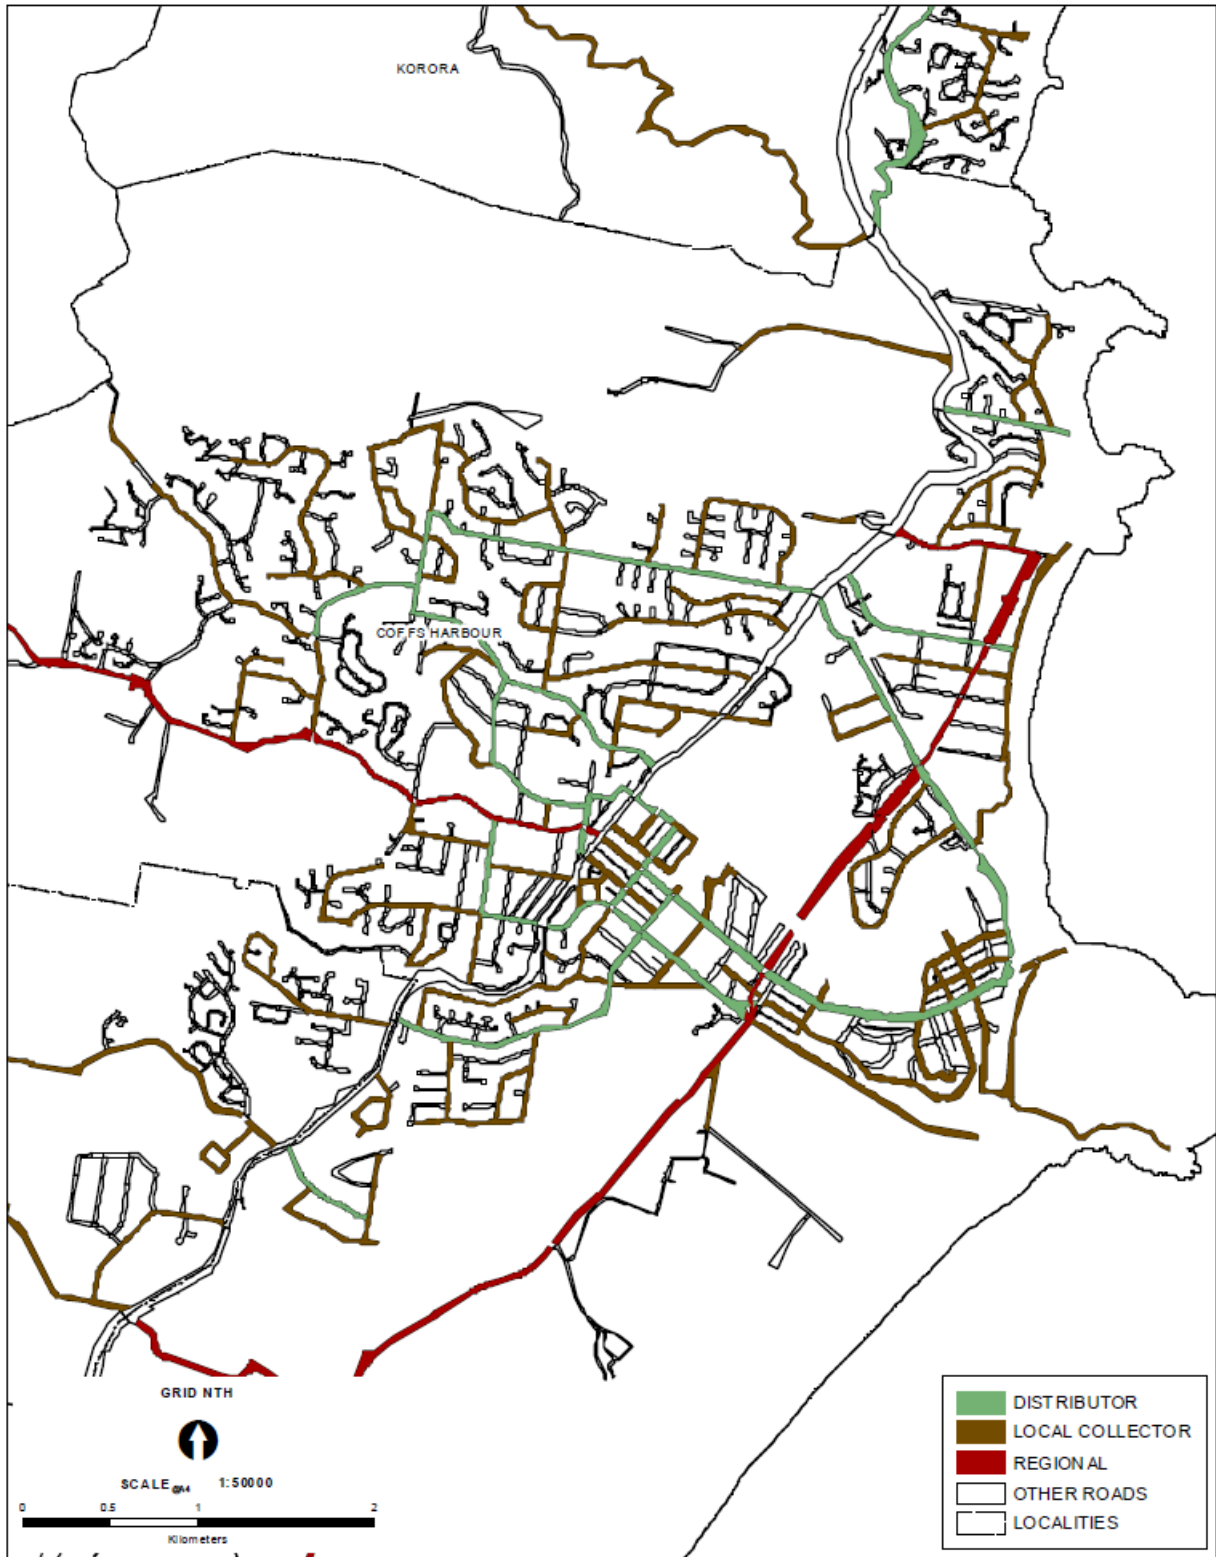 KORORA
COFFS HARBOUR
GRID NTH
SCALE @A4 1:50000
0 0.5 1 2
Kilometers
DISTRIBUTOR
LOCAL COLLECTOR
REGIONAL
OTHER ROADS
LOCALITIES